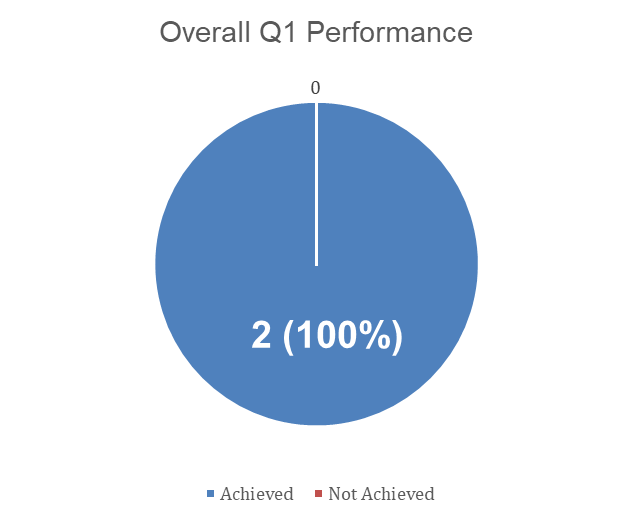 Overall Q1 Performance
0
2 (100%)
Achieved
Not Achieved